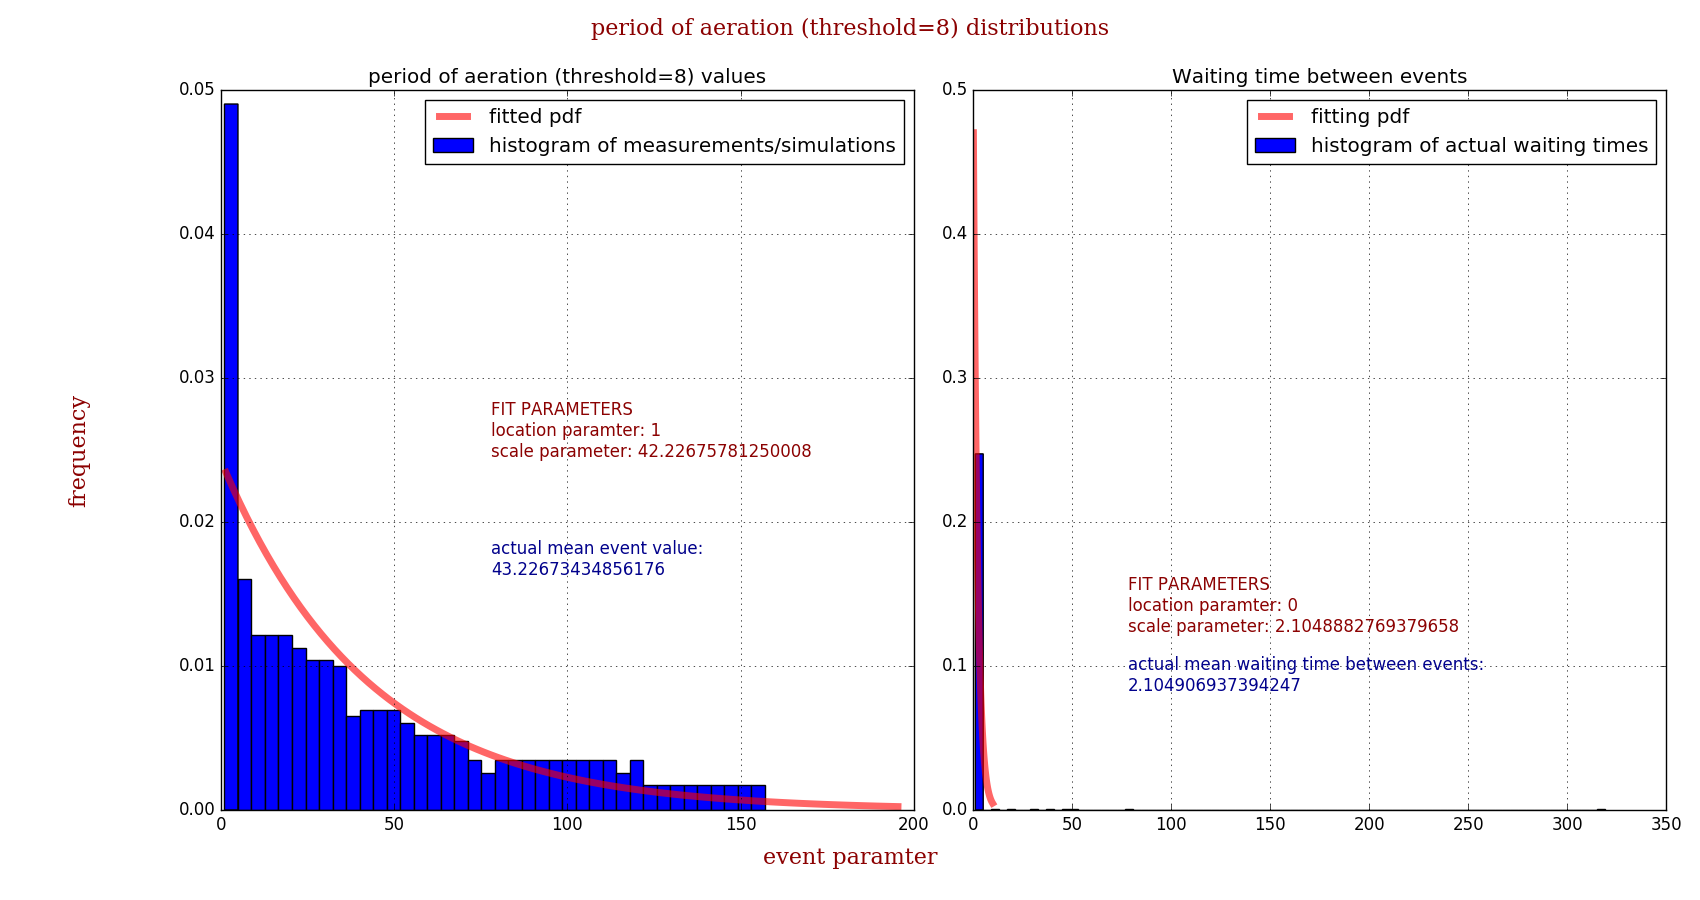 period of aeration (threshold=8) distributions
period of aeration (threshold=8) values
0.05
0.04
0.03
0.02
0.01
0.00
0
50
100
150
200
fitted pdf
histogram of measurements/simulations
FIT PARAMETERS
location paramter: 1
scale parameter: 42.22675781250008
actual mean event value:
43.22673434856176
Waiting time between events
0.5
0.4
0.3
0.2
0.1
0.0
0
50
100
150
200
250
300
350
fitting pdf
histogram of actual waiting times
FIT PARAMETERS
location paramter: 0
scale parameter: 2.1048882769379658
actual mean waiting time between events:
2.104906937394247
frequency
event paramter